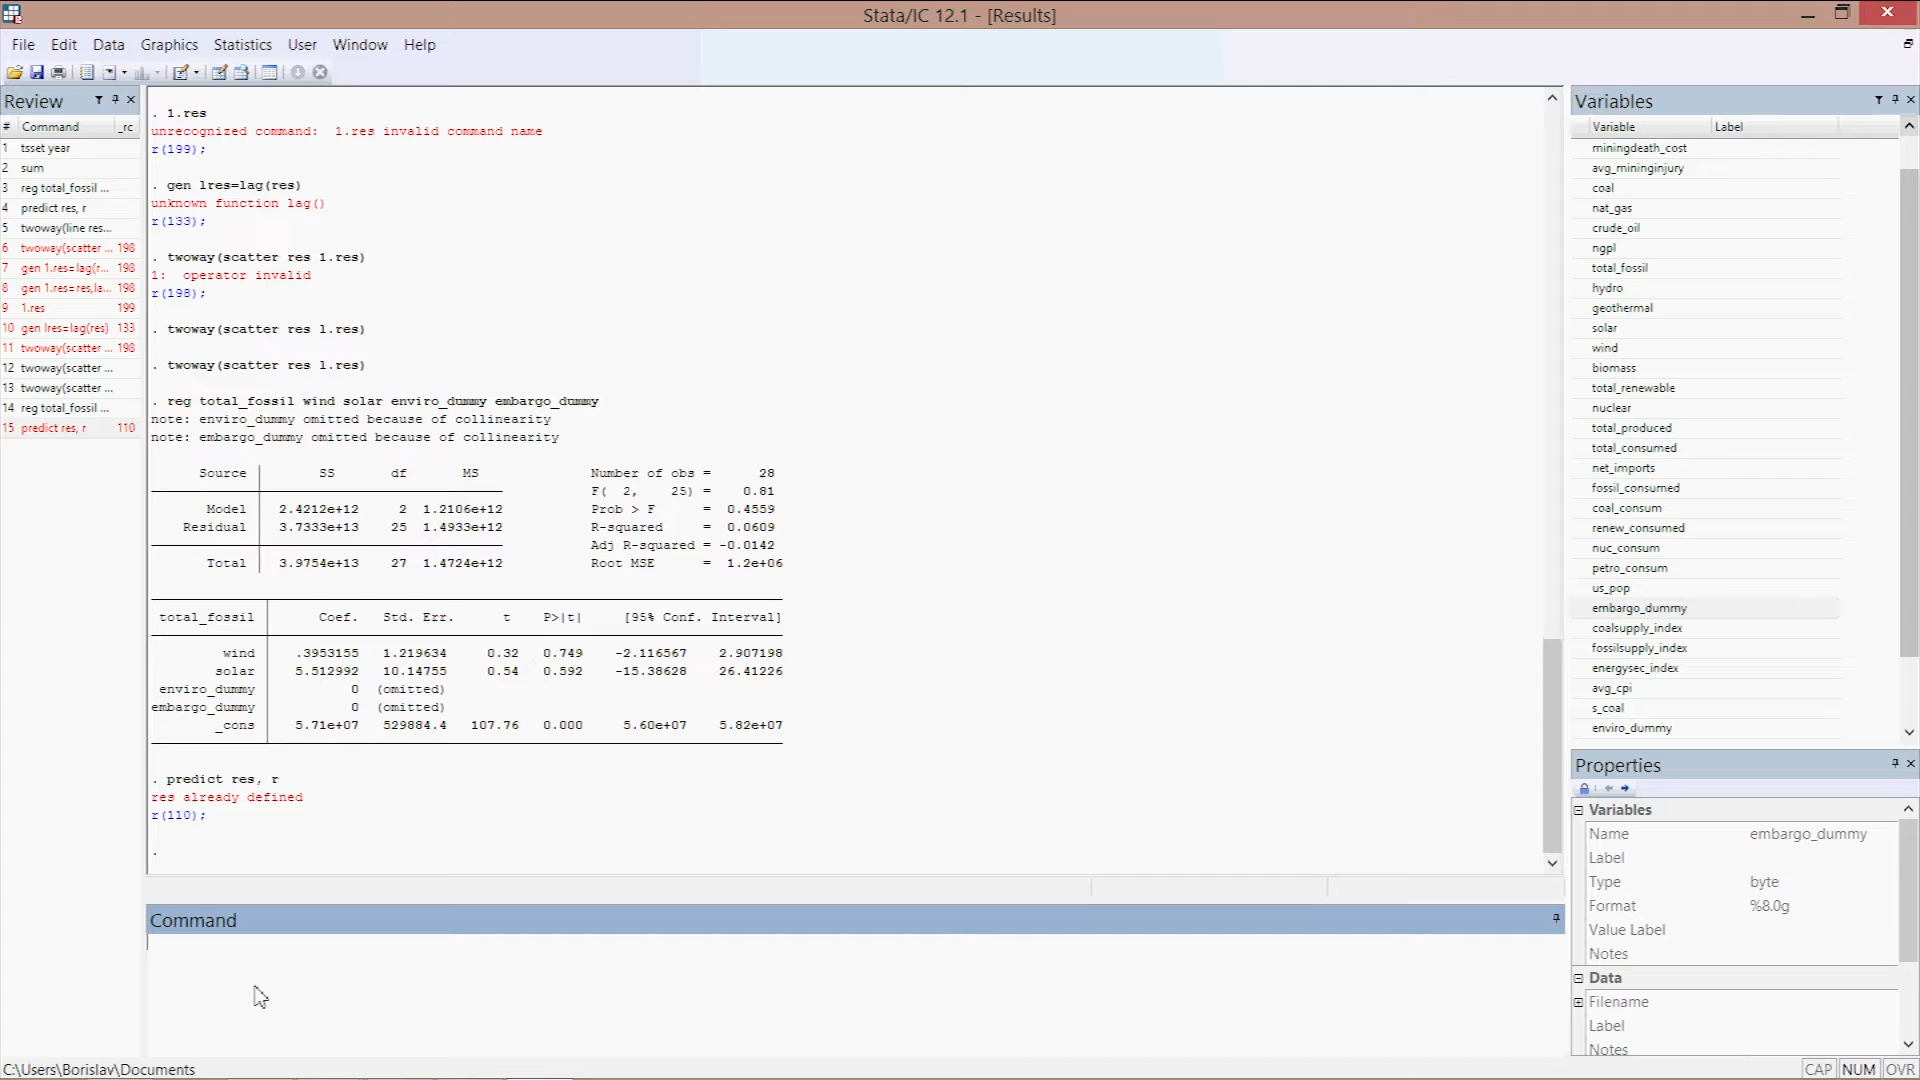 Stata/IC 12.1 - [Results]
File Edit Data Graphics Statistics User Window Help
Review
# Command _rc
1 tsset year
2 sum
3 reg total_fossil ...
4 predict res, r
5 twoway(line res...
6 twoway(scatter ... 198
7 gen 1.res=lag(r... 198
8 gen 1.res=res,la... 198
9 1.res 199
10 gen lres=lag(res) 133
11 twoway(scatter ... 198
12 twoway(scatter ...
13 twoway(scatter ...
14 reg total_fossil ...
15 predict res, r 110
. 1.res
unrecognized command:  1.res invalid command name
r(199);
. gen lres=lag(res)
unknown function lag()
r(133);
. twoway(scatter res 1.res)
1:  operator invalid
r(198);
. twoway(scatter res l.res)
. twoway(scatter res l.res)
. reg total_fossil wind solar enviro_dummy embargo_dummy
note: enviro_dummy omitted because of collinearity
note: embargo_dummy omitted because of collinearity
Source SS df MS Number of obs = 28
F( 2, 25) = 0.81
Model 2.4212e+12 2 1.2106e+12 Prob > F = 0.4559
Residual 3.7333e+13 25 1.4933e+12 R-squared = 0.0609
Adj R-squared = -0.0142
Total 3.9754e+13 27 1.4724e+12 Root MSE = 1.2e+06
total_fossil Coef. Std. Err. t P>|t| [95% Conf. Interval]
wind .3953155 1.219634 0.32 0.749 -2.116567 2.907198
solar 5.512992 10.14755 0.54 0.592 -15.38628 26.41226
enviro_dummy 0 (omitted)
embargo_dummy 0 (omitted)
_cons 5.71e+07 529884.4 107.76 0.000 5.60e+07 5.82e+07
. predict res, r
res already defined
r(110);
.
Command
Variables
Variable Label
miningdeath_cost
avg_mininginjury
coal
nat_gas
crude_oil
ngpl
total_fossil
hydro
geothermal
solar
wind
biomass
total_renewable
nuclear
total_produced
total_consumed
net_imports
fossil_consumed
coal_consum
renew_consumed
nuc_consum
petro_consum
us_pop
embargo_dummy
coalsupply_index
fossilsupply_index
energysec_index
avg_cpi
s_coal
enviro_dummy
Properties
Variables
Name embargo_dummy
Label
Type byte
Format %8.0g
Value Label
Notes
Data
Filename
Label
Notes
C:\Users\Borislav\Documents
CAP NUM OVR